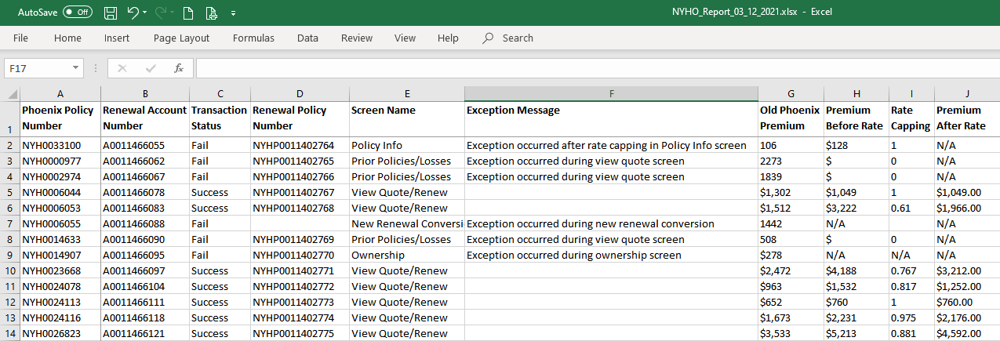 AutoSave Off NYHO_Report_03_12_2021.xlsx - Excel
File Home Insert Page Layout Formulas Data Review View Help Search
F17 fx
A B C D E F G H I J
Phoenix Policy Renewal Account Transaction Renewal Policy Screen Name Exception Message Old Phoenix Premium Rate Premium
1 Number Number Status Number Premium Before Rate Capping After Rate
2 NYH0033100 A0011466055 Fail NYHP0011402764 Policy Info Exception occurred after rate capping in Policy Info screen 106 $128 1 N/A
3 NYH0000977 A0011466062 Fail NYHP0011402765 Prior Policies/Losses Exception occurred during view quote screen 2273 $ 0 N/A
4 NYH0002974 A0011466067 Fail NYHP0011402766 Prior Policies/Losses Exception occurred during view quote screen 1839 $ 0 N/A
5 NYH0006044 A0011466078 Success NYHP0011402767 View Quote/Renew $1,302 $1,049 1 $1,049.00
6 NYH0006053 A0011466083 Success NYHP0011402768 View Quote/Renew $1,512 $3,222 0.61 $1,966.00
7 NYH0006055 A0011466088 Fail New Renewal Conversi Exception occurred during new renewal conversion 1442 N/A N/A
8 NYH0014633 A0011466090 Fail NYHP0011402769 Prior Policies/Losses Exception occurred during view quote screen 508 $ 0 N/A
9 NYH0014907 A0011466095 Fail NYHP0011402770 Ownership Exception occurred during ownership screen $278 N/A N/A N/A
10 NYH0023668 A0011466097 Success NYHP0011402771 View Quote/Renew $2,472 $4,188 0.767 $3,212.00
11 NYH0024078 A0011466104 Success NYHP0011402772 View Quote/Renew $963 $1,532 0.817 $1,252.00
12 NYH0024113 A0011466111 Success NYHP0011402773 View Quote/Renew $652 $760 1 $760.00
13 NYH0024116 A0011466118 Success NYHP0011402774 View Quote/Renew $1,673 $2,231 0.975 $2,176.00
14 NYH0026823 A0011466121 Success NYHP0011402775 View Quote/Renew $3,533 $5,213 0.881 $4,592.00